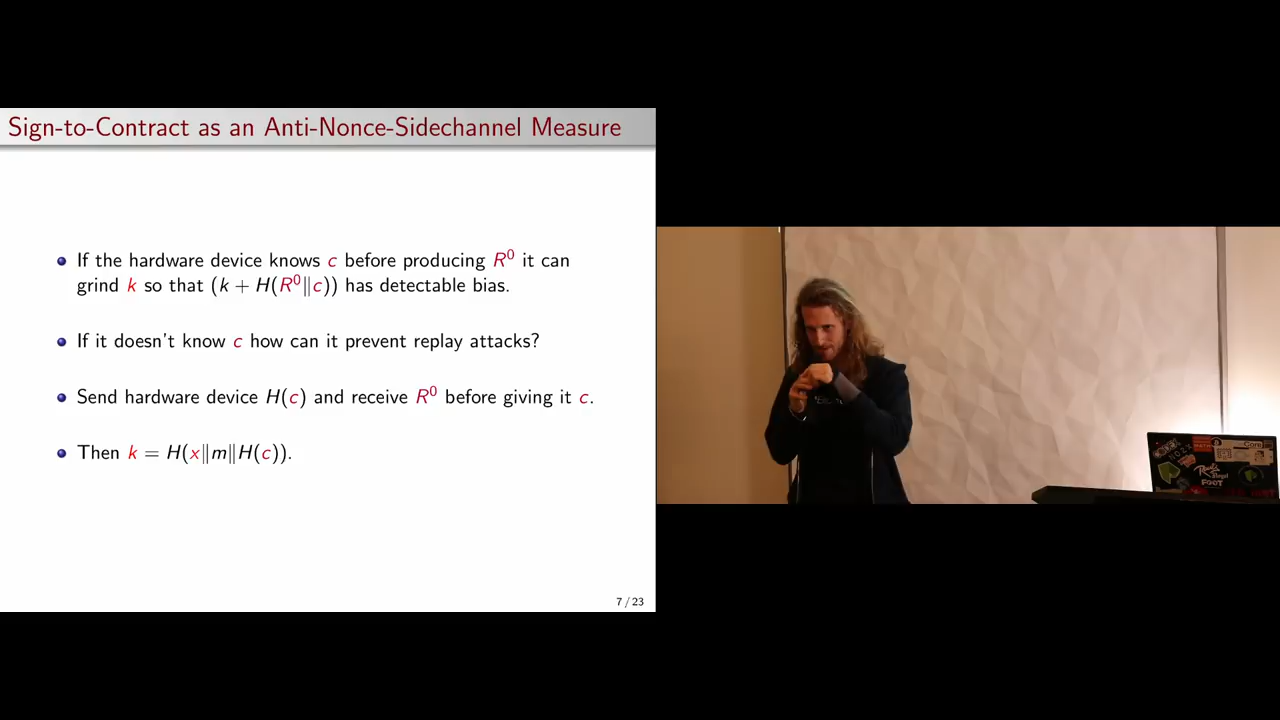 Sign-to-Contract as an Anti-Nonce-Sidechannel Measure
If the hardware device knows c before producing R⁰ it can
grind k so that (k + H(R⁰‖c)) has detectable bias.
If it doesn't know c how can it prevent replay attacks?
Send hardware device H(c) and receive R⁰ before giving it c.
Then k = H(x‖m‖H(c)).
7 / 23
Core
FOOT